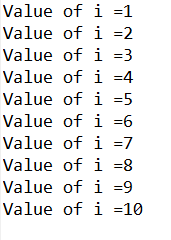 Value of i =1
Value of i =2
Value of i =3
Value of i =4
Value of i =5
Value of i =6
Value of i =7
Value of i =8
Value of i =9
Value of i =10